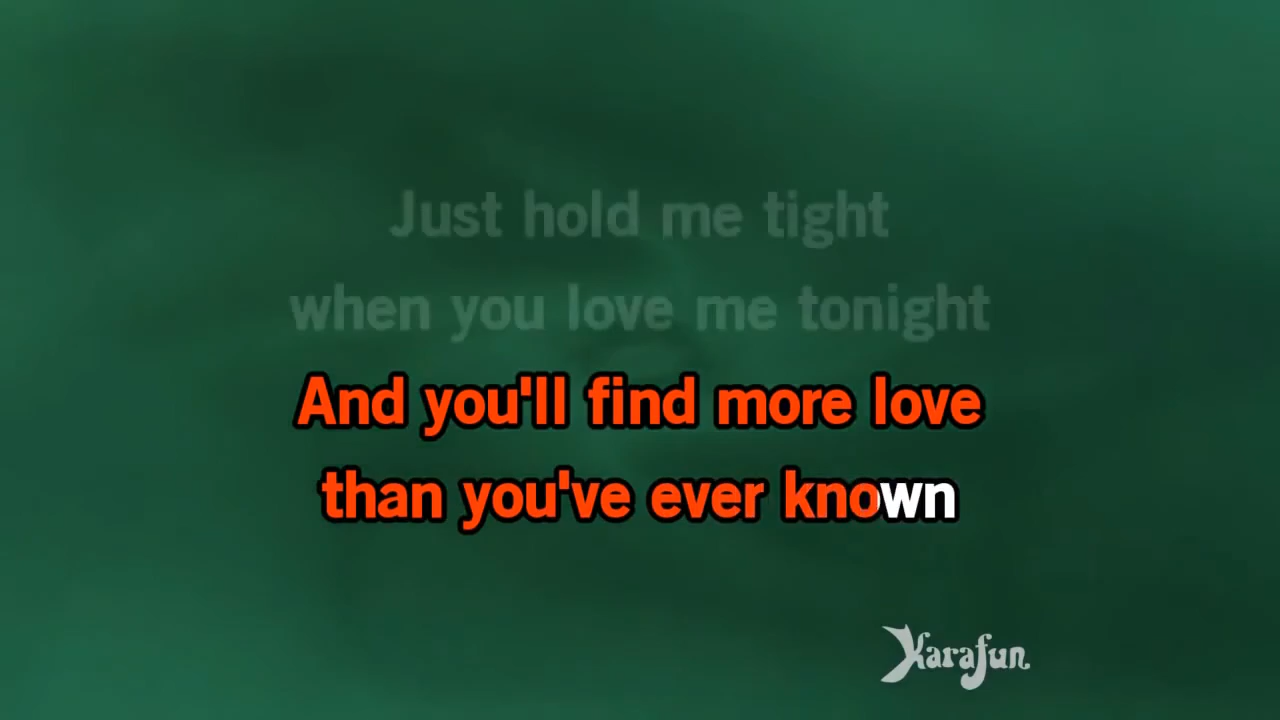 Just hold me tight
when you love me tonight
And you'll find more love
than you've ever known
Karafun